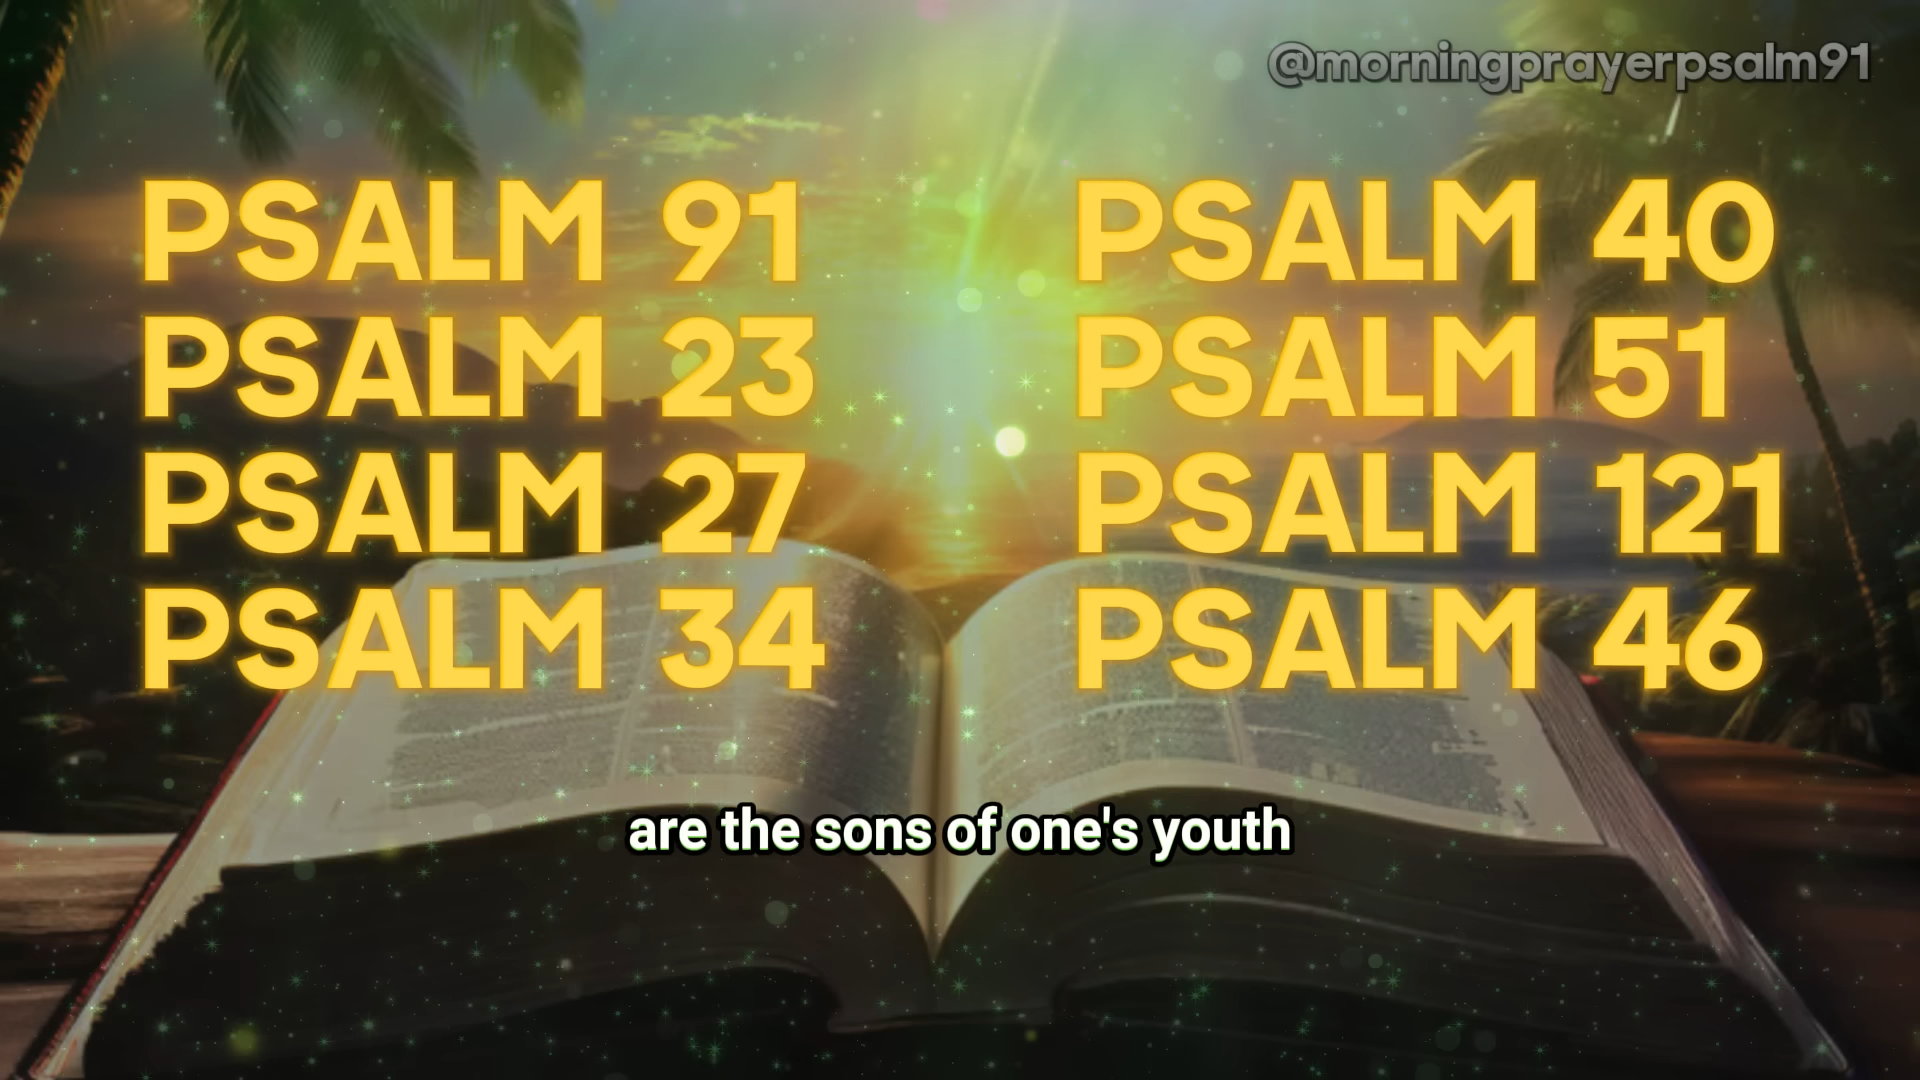 @morningprayerpsalm91
PSALM 91
PSALM 23
PSALM 27
PSALM 34
PSALM 40
PSALM 51
PSALM 121
PSALM 46
are the sons of one's youth